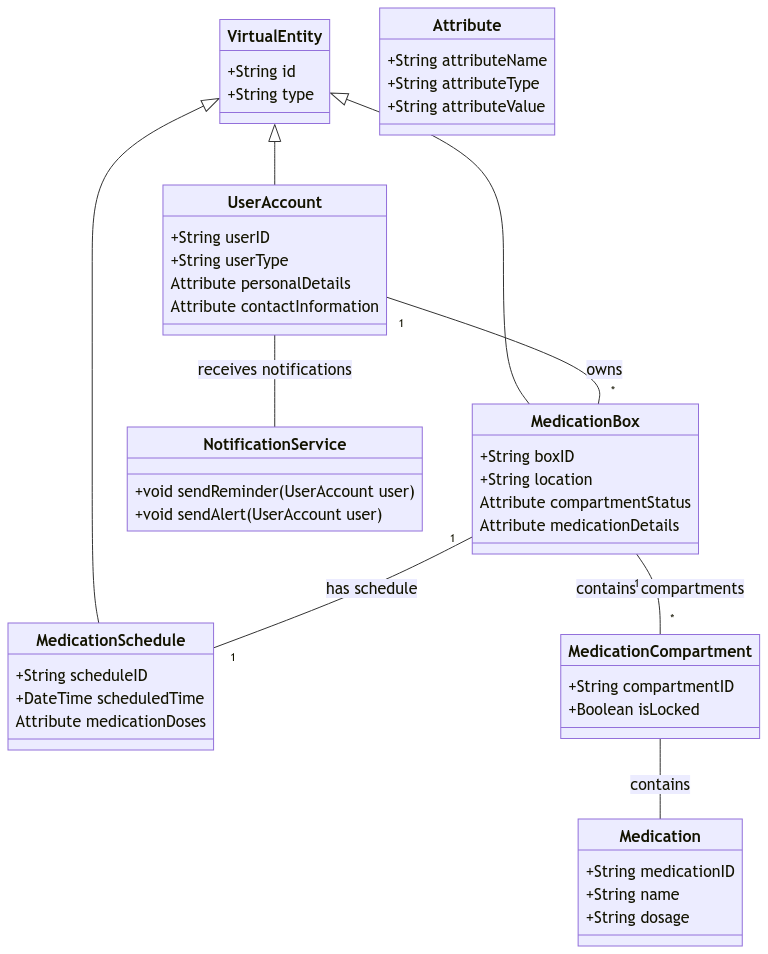 VirtualEntity
+String id
+String type
Attribute
+String attributeName
+String attributeType
+String attributeValue
UserAccount
+String userID
+String userType
Attribute personalDetails
Attribute contactInformation
1
receives notifications
owns
*
NotificationService
+void sendReminder(UserAccount user)
+void sendAlert(UserAccount user)
MedicationBox
+String boxID
+String location
Attribute compartmentStatus
Attribute medicationDetails
1
has schedule
1
contains compartments
1
*
MedicationSchedule
+String scheduleID
+DateTime scheduledTime
Attribute medicationDoses
MedicationCompartment
+String compartmentID
+Boolean isLocked
contains
Medication
+String medicationID
+String name
+String dosage